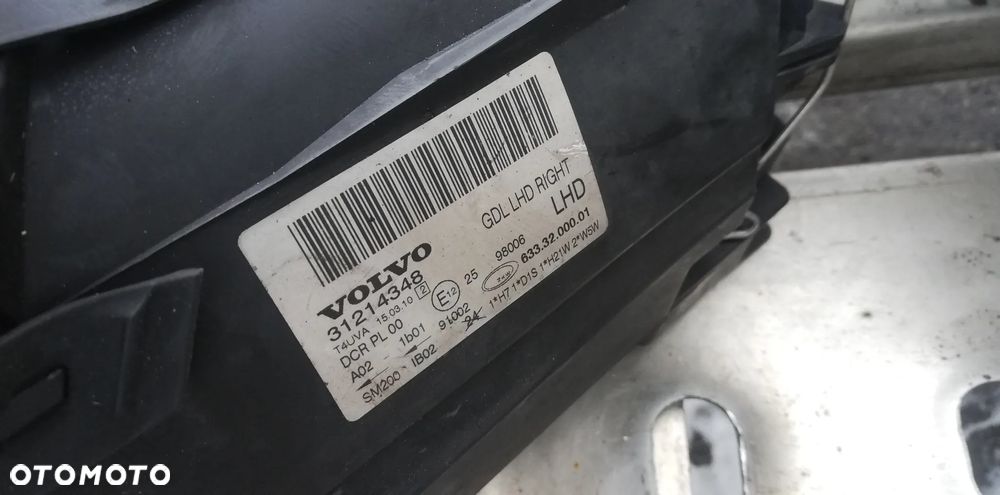 VOLVO
31214348
T4UVA 15.03.10 2
DCR PL 00
A02 1b01 91002
SM200 IB02 24
GDL LHD RIGHT
LHD
98006
633.32.000.01
E12 25
1*H7 1*D1S 1*H21W 2*W5W
OTOMOTO